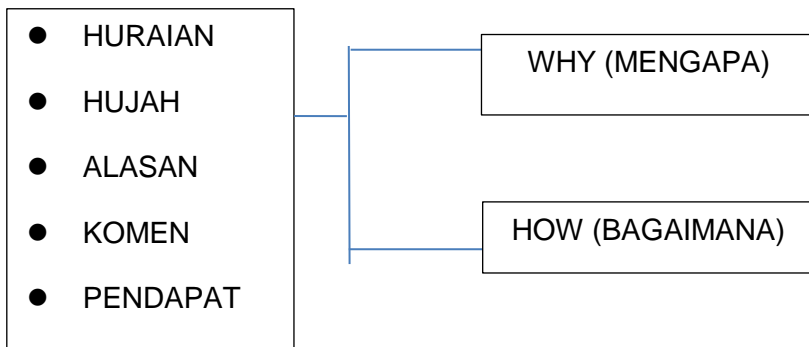 ● HURAIAN
● HUJAH
● ALASAN
● KOMEN
● PENDAPAT
WHY (MENGAPA)
HOW (BAGAIMANA)